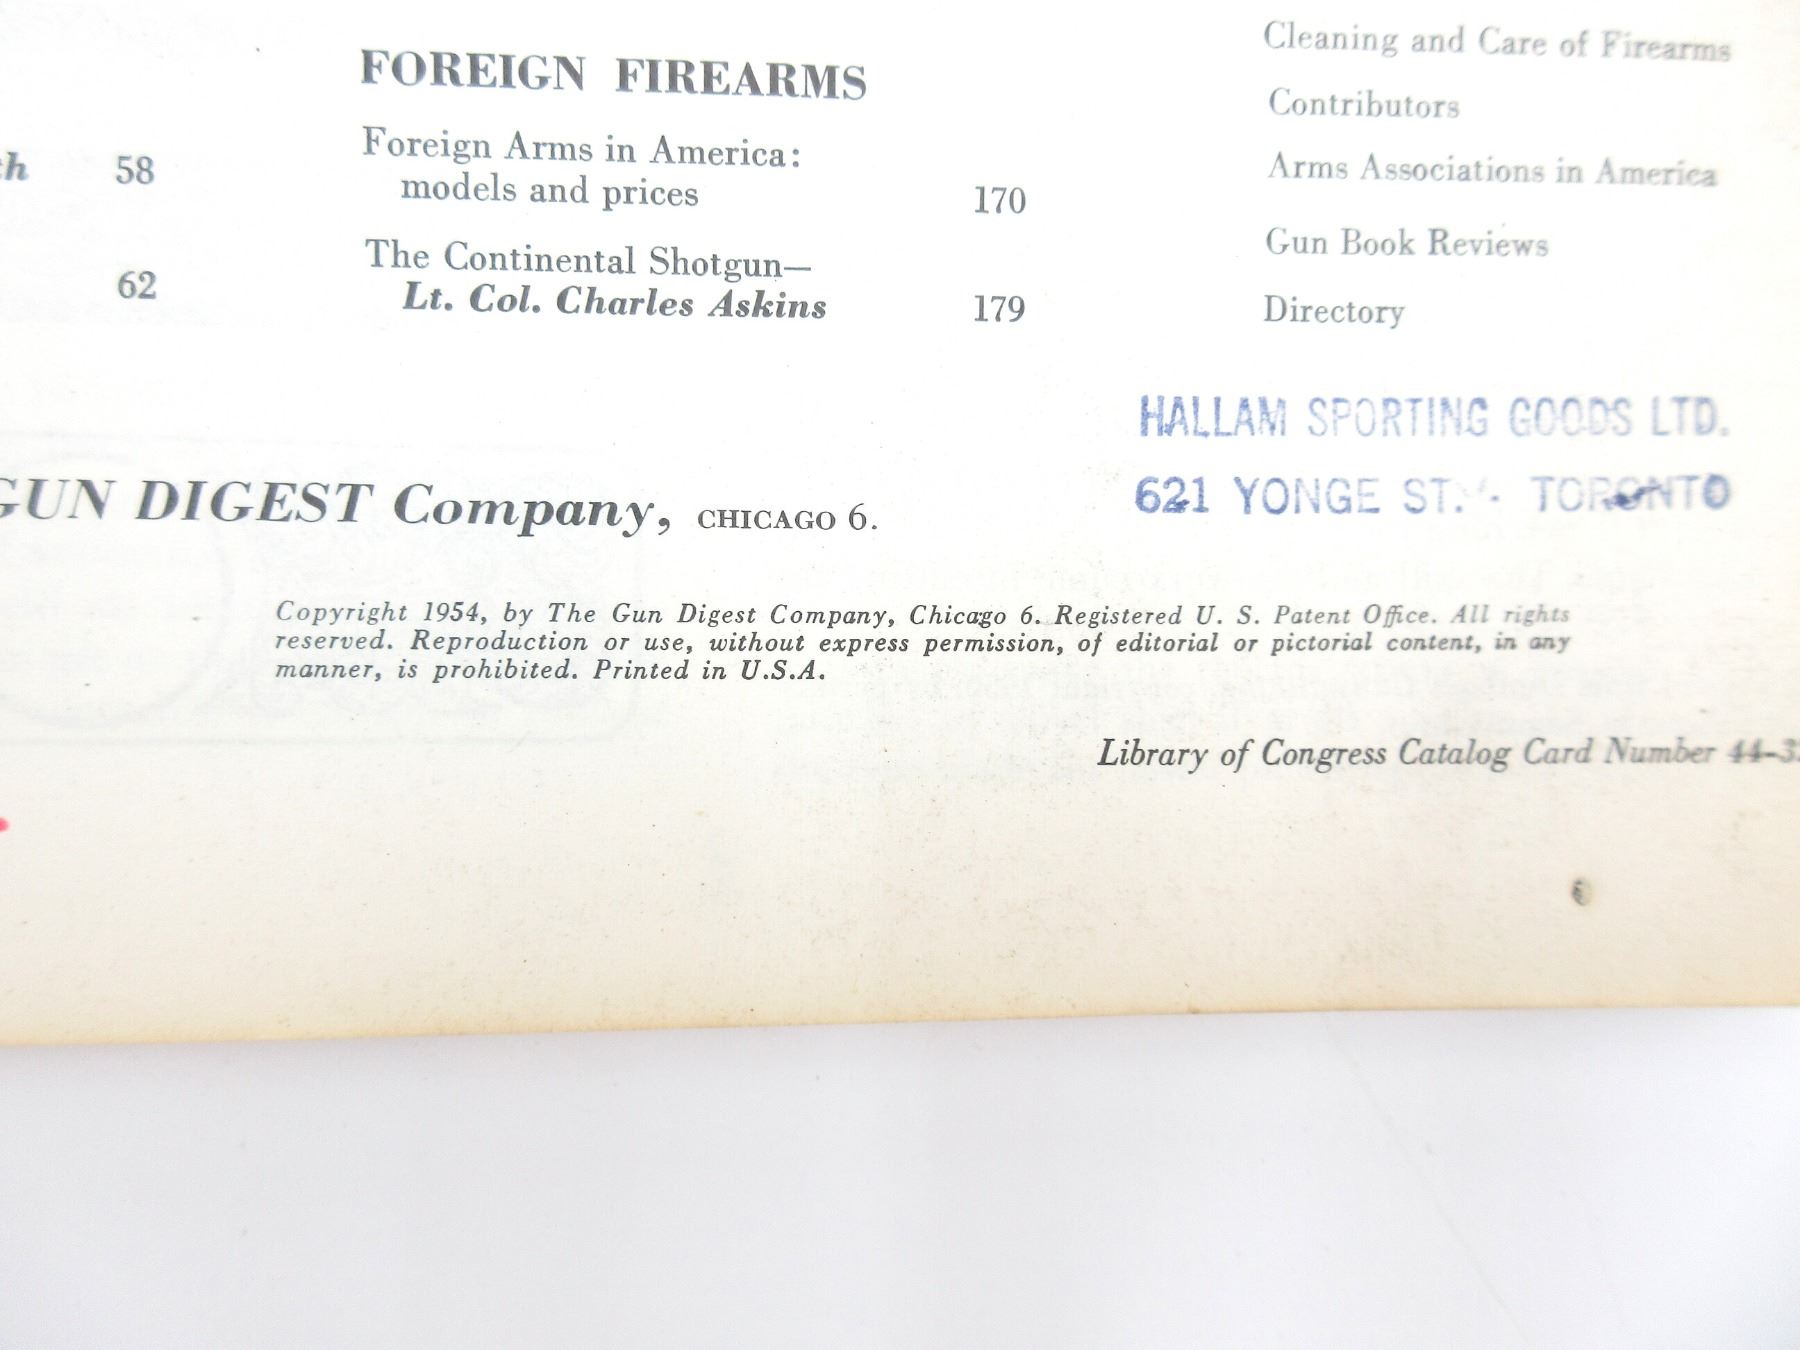 58
62
FOREIGN FIREARMS
Foreign Arms in America:
models and prices 170
The Continental Shotgun—
Lt. Col. Charles Askins 179
Cleaning and Care of Firearms
Contributors
Arms Associations in America
Gun Book Reviews
Directory
HALLAM SPORTING GOODS LTD.
621 YONGE ST. - TORONTO
GUN DIGEST Company, CHICAGO 6.
Copyright 1954, by The Gun Digest Company, Chicago 6. Registered U. S. Patent Office. All rights
reserved. Reproduction or use, without express permission, of editorial or pictorial content, in any
manner, is prohibited. Printed in U.S.A.
Library of Congress Catalog Card Number